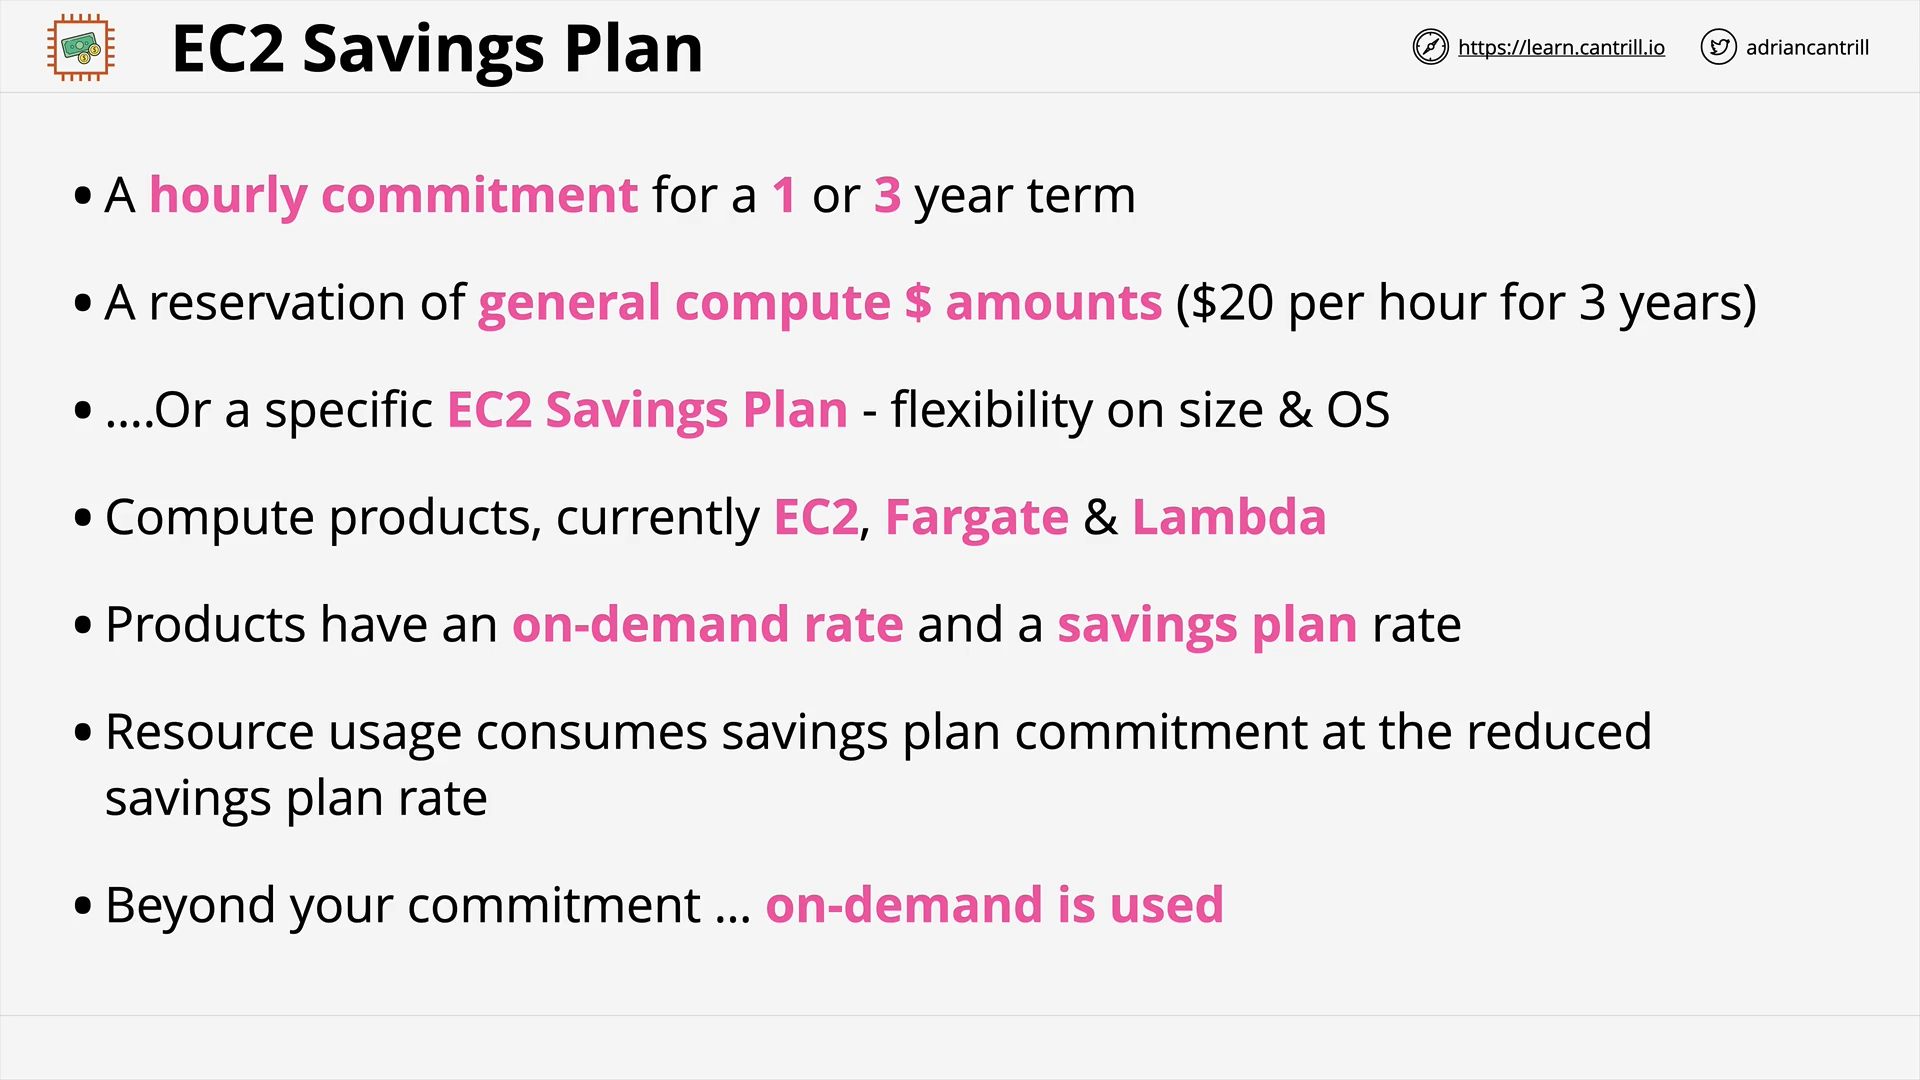 EC2 Savings Plan
https://learn.cantrill.io
adriancantrill
• A hourly commitment for a 1 or 3 year term
• A reservation of general compute $ amounts ($20 per hour for 3 years)
• ....Or a specific EC2 Savings Plan - flexibility on size & OS
• Compute products, currently EC2, Fargate & Lambda
• Products have an on-demand rate and a savings plan rate
• Resource usage consumes savings plan commitment at the reduced
savings plan rate
• Beyond your commitment ... on-demand is used